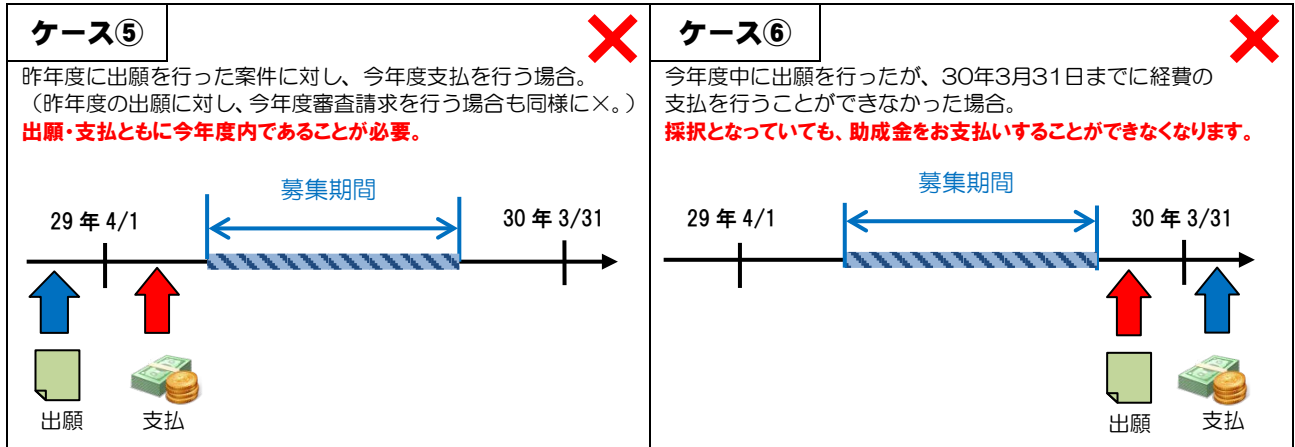 ケース⑤
昨年度に出願を行った案件に対し、今年度支払を行う場合。
（昨年度の出願に対し、今年度審査請求を行う場合も同様に×。）
出願・支払ともに今年度内であることが必要。
募集期間
29年4/1
30年3/31
出願
支払
ケース⑥
今年度中に出願を行ったが、30年3月31日までに経費の
支払を行うことができなかった場合。
採択となっていても、助成金をお支払いすることができなくなります。
募集期間
29年4/1
30年3/31
出願
支払